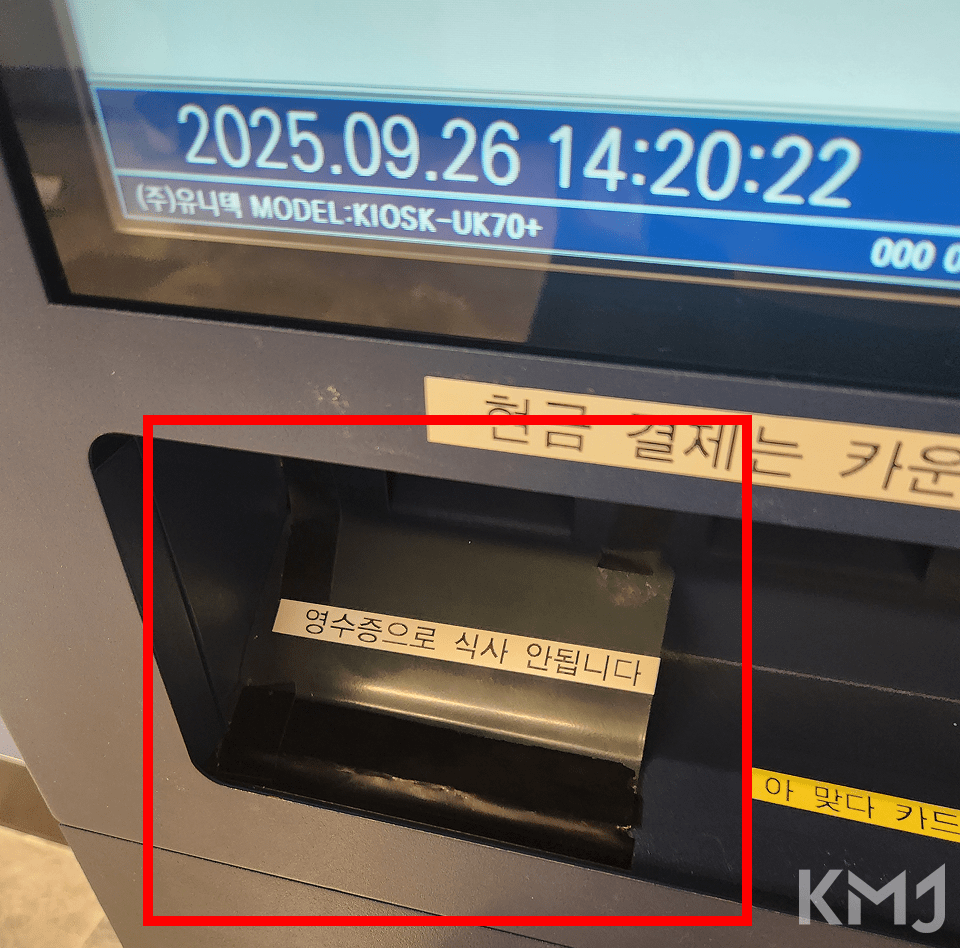 2025.09.26 14:20:22
(주)유니텍 MODEL:KIOSK-UK70+
000 0
현금 결제는 카운
영수증으로 식사 안됩니다
아 맞다 카드
KMJ